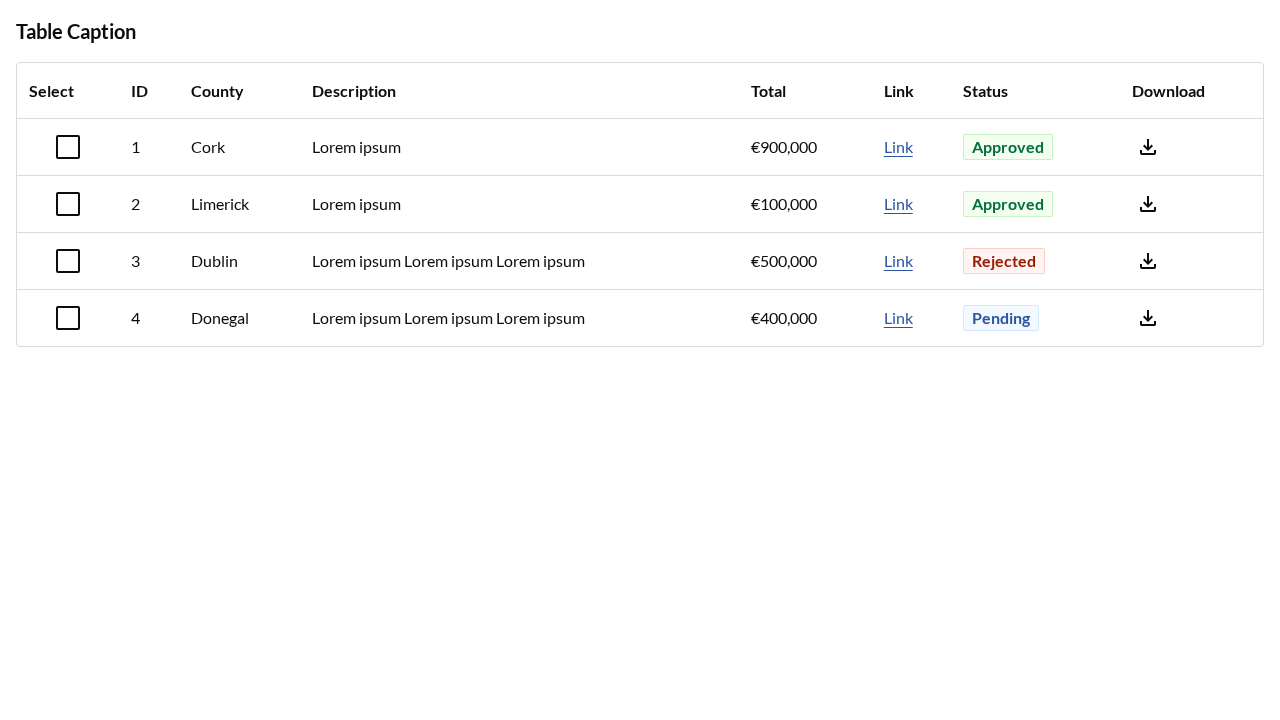 Table Caption
Select ID County Description Total Link Status Download
1 Cork Lorem ipsum €900,000 Link Approved
2 Limerick Lorem ipsum €100,000 Link Approved
3 Dublin Lorem ipsum Lorem ipsum Lorem ipsum €500,000 Link Rejected
4 Donegal Lorem ipsum Lorem ipsum Lorem ipsum €400,000 Link Pending